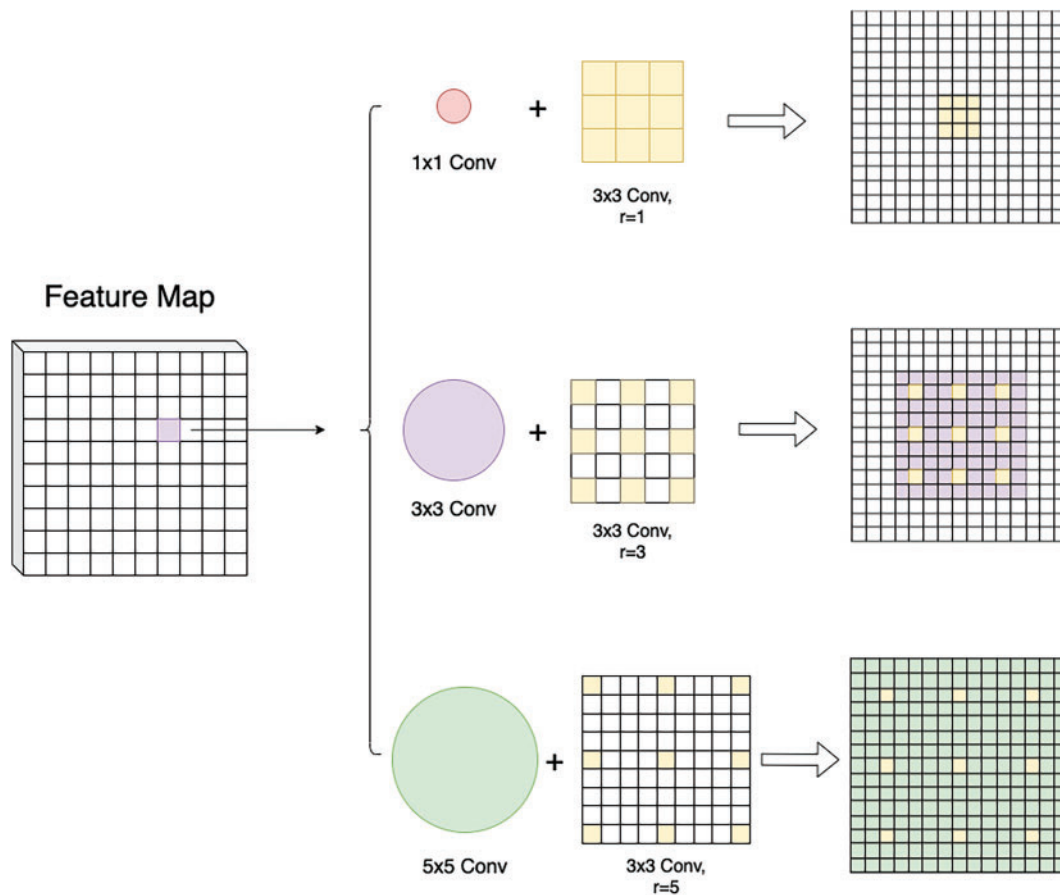 Feature Map
+
1x1 Conv
3x3 Conv,
r=1
+
3x3 Conv
3x3 Conv,
r=3
+
5x5 Conv
3x3 Conv,
r=5